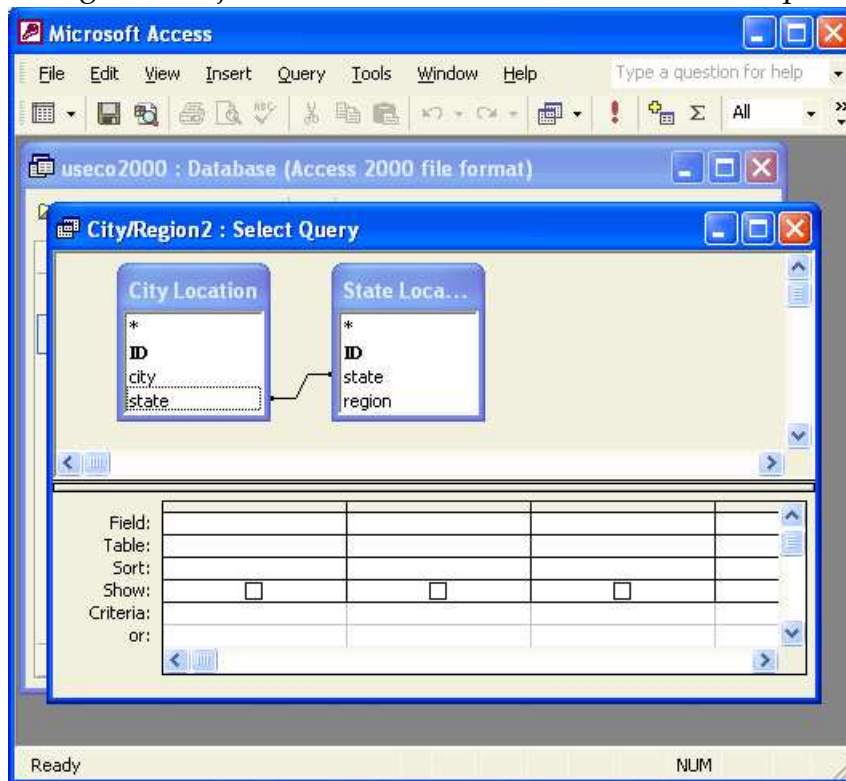 Microsoft Access
File Edit View Insert Query Tools Window Help Type a question for help
ABC All
useco2000 : Database (Access 2000 file format)
City/Region2 : Select Query
City Location State Loca...
* *
ID ID
city state
state region
Field:
Table:
Sort:
Show:
Criteria:
or:
Ready NUM